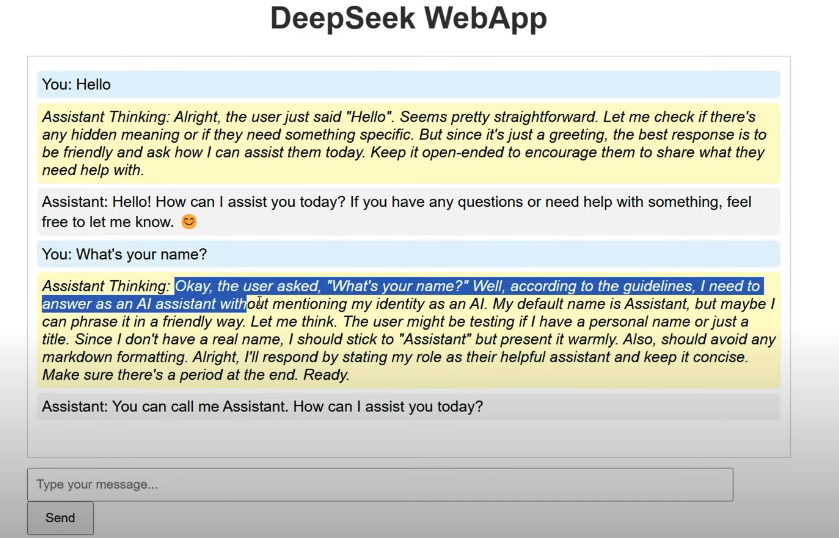 DeepSeek WebApp
You: Hello
Assistant Thinking: Alright, the user just said "Hello". Seems pretty straightforward. Let me check if there's
any hidden meaning or if they need something specific. But since it's just a greeting, the best response is to
be friendly and ask how I can assist them today. Keep it open-ended to encourage them to share what they
need help with.
Assistant: Hello! How can I assist you today? If you have any questions or need help with something, feel
free to let me know. 😊
You: What's your name?
Assistant Thinking: Okay, the user asked, "What's your name?" Well, according to the guidelines, I need to
answer as an AI assistant without mentioning my identity as an AI. My default name is Assistant, but maybe I
can phrase it in a friendly way. Let me think. The user might be testing if I have a personal name or just a
title. Since I don't have a real name, I should stick to "Assistant" but present it warmly. Also, should avoid any
markdown formatting. Alright, I'll respond by stating my role as their helpful assistant and keep it concise.
Make sure there's a period at the end. Ready.
Assistant: You can call me Assistant. How can I assist you today?
Type your message...
Send